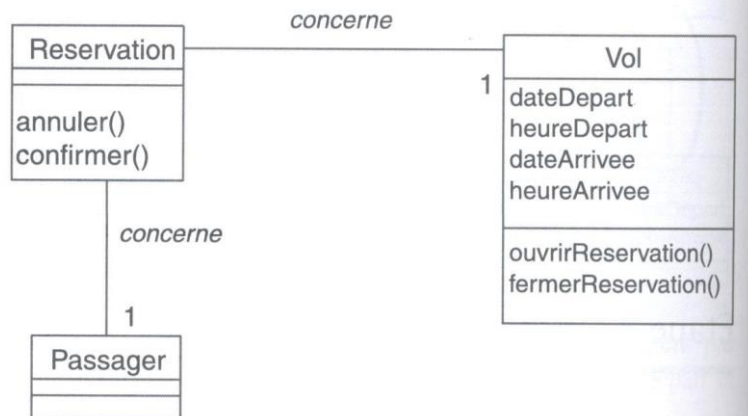 concerne
Reservation
annuler()
confirmer()
1
Vol
dateDepart
heureDepart
dateArrivee
heureArrivee
ouvrirReservation()
fermerReservation()
concerne
1
Passager